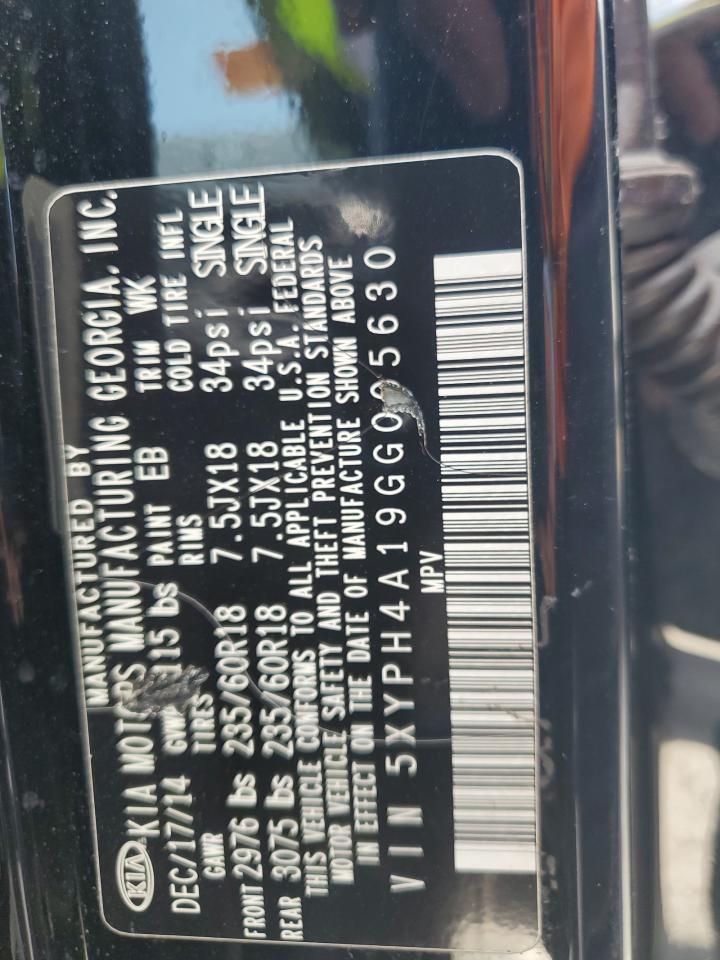 MANUFACTURED BY
KIA KIA MOTORS MANUFACTURING GEORGIA, INC.
DEC/17/14 GVWR 115 lbs PAINT EB TRIM WK
GAWR TIRES RIMS COLD TIRE INFL
FRONT 2976 lbs 235/60R18 7.5JX18 34psi SINGLE
REAR 3075 lbs 235/60R18 7.5JX18 34psi SINGLE
THIS VEHICLE CONFORMS TO ALL APPLICABLE U.S.A. FEDERAL
MOTOR VEHICLE SAFETY AND THEFT PREVENTION STANDARDS
IN EFFECT ON THE DATE OF MANUFACTURE SHOWN ABOVE
VIN 5XYPH4A19GG005630
MPV